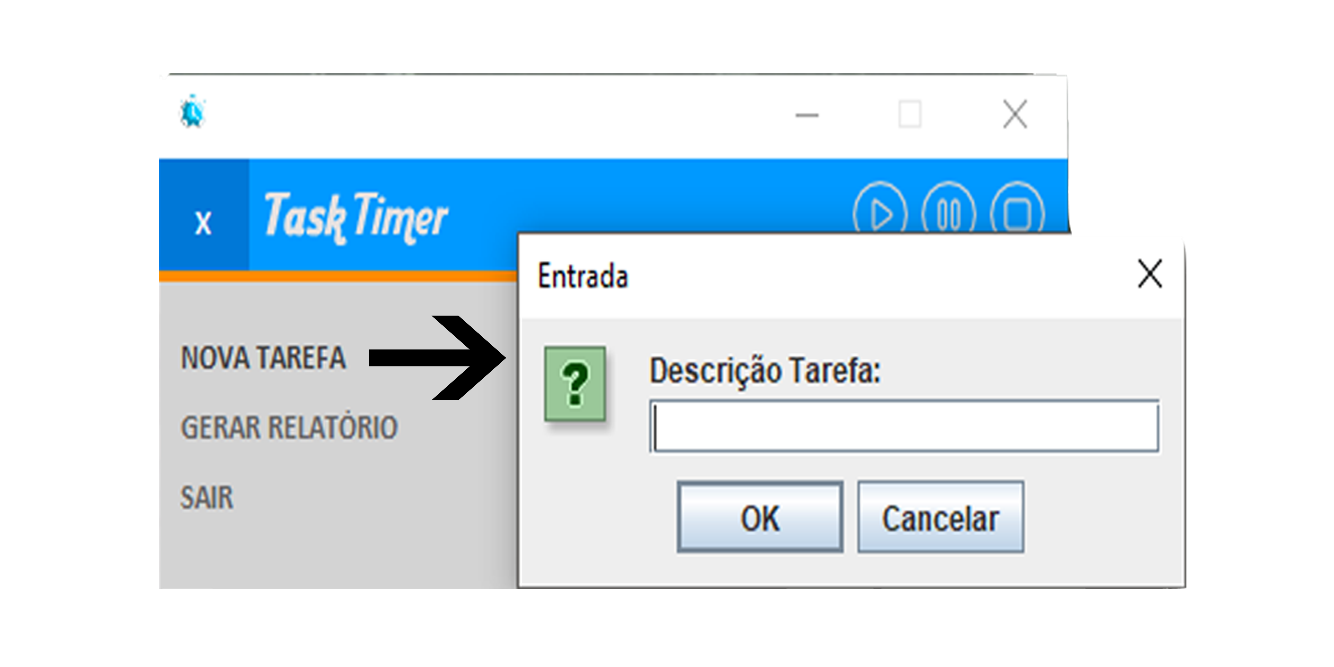 x Task Timer
Entrada
NOVA TAREFA
Descrição Tarefa:
GERAR RELATÓRIO
SAIR
OK Cancelar